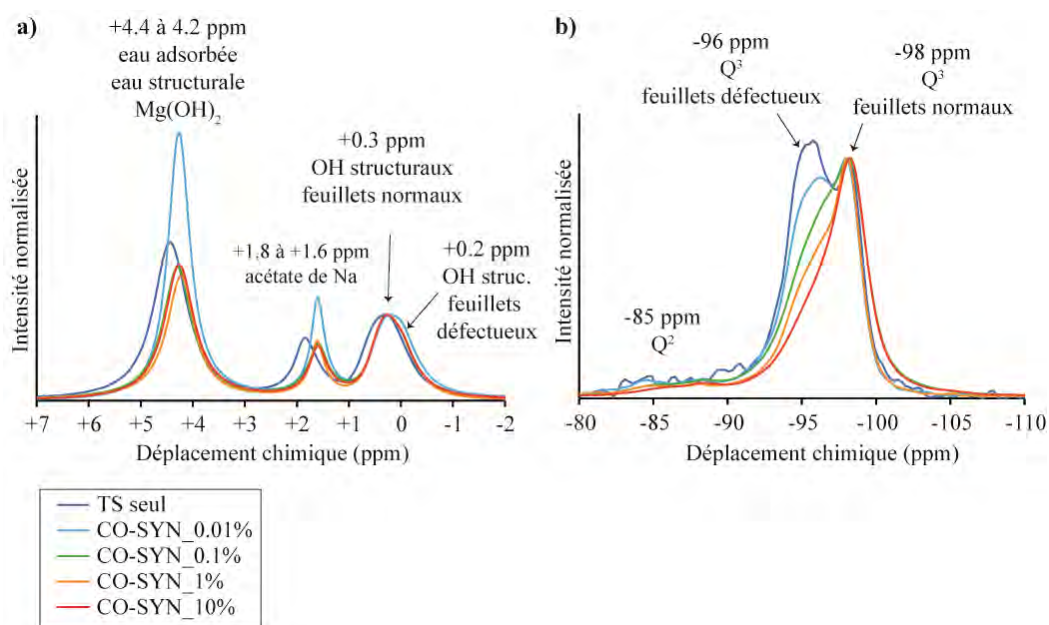 a)
+4.4 à 4.2 ppm
eau adsorbée
eau structurale
Mg(OH)2
+0.3 ppm
OH structuraux
feuillets normaux
+1.8 à +1.6 ppm
acétate de Na
+0.2 ppm
OH struc.
feuillets
défectueux
Intensité normalisée
+7 +6 +5 +4 +3 +2 +1 0 -1 -2
Déplacement chimique (ppm)
b)
-96 ppm
Q3
feuillets défectueux
-98 ppm
Q3
feuillets normaux
-85 ppm
Q2
Intensité normalisée
-80 -85 -90 -95 -100 -105 -110
Déplacement chimique (ppm)
TS seul
CO-SYN_0.01%
CO-SYN_0.1%
CO-SYN_1%
CO-SYN_10%